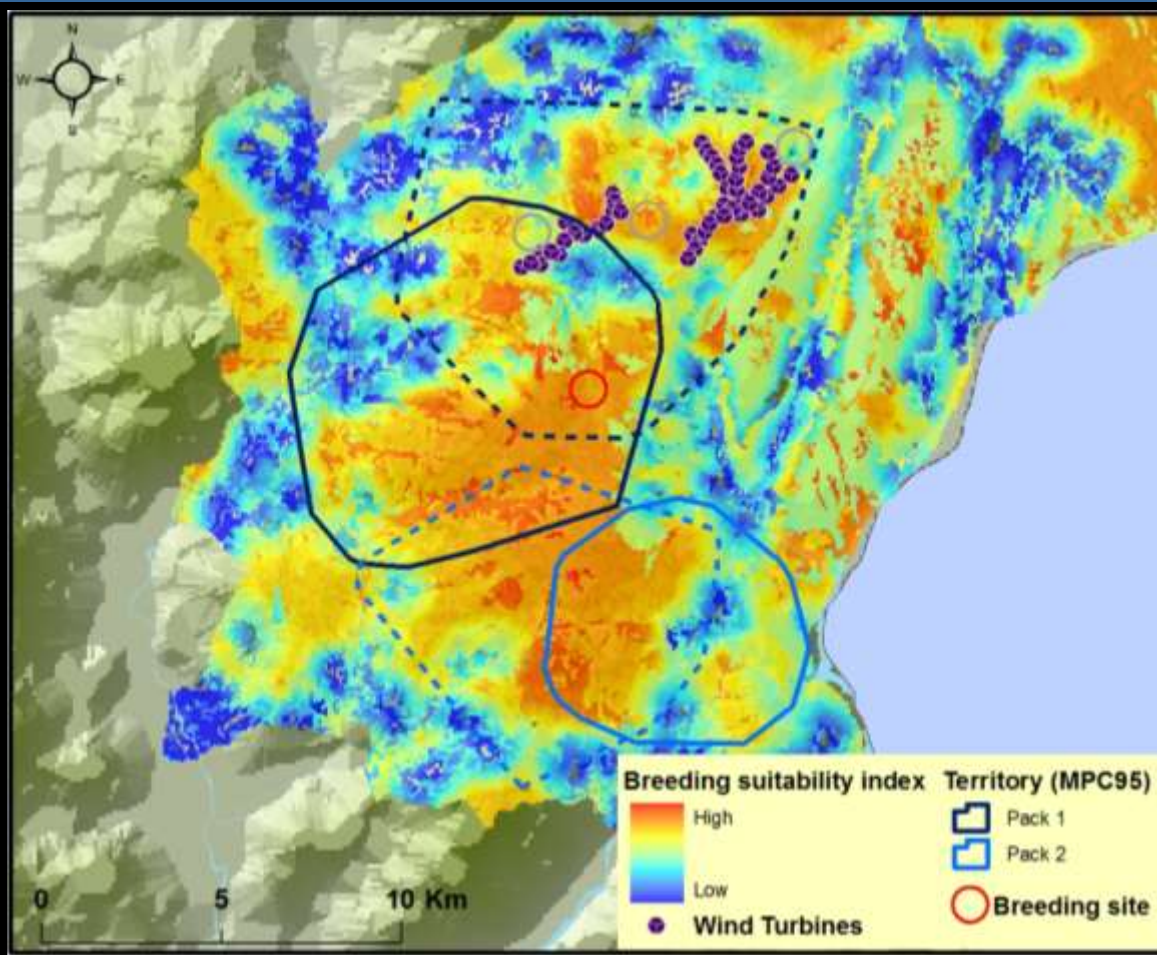 N
W E
S
Breeding suitability index
High
Low
Wind Turbines
Territory (MPC95)
Pack 1
Pack 2
Breeding site
0 5 10 Km